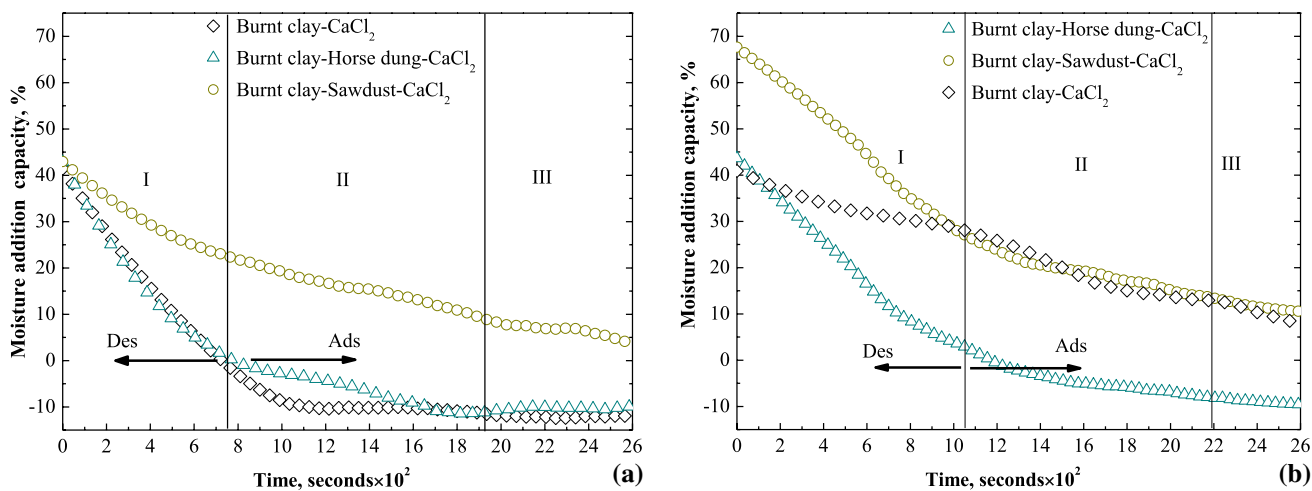 Burnt clay-CaCl₂
Burnt clay-Horse dung-CaCl₂
Burnt clay-Sawdust-CaCl₂
Moisture addition capacity, %
70
60
50
40
30
20
10
0
-10
I
II
III
Des
Ads
0 2 4 6 8 10 12 14 16 18 20 22 24 26
Time, seconds×10²
(a)
Burnt clay-Horse dung-CaCl₂
Burnt clay-Sawdust-CaCl₂
Burnt clay-CaCl₂
Moisture addition capacity, %
70
60
50
40
30
20
10
0
-10
I
II
III
Des
Ads
0 2 4 6 8 10 12 14 16 18 20 22 24 26
Time, seconds×10²
(b)